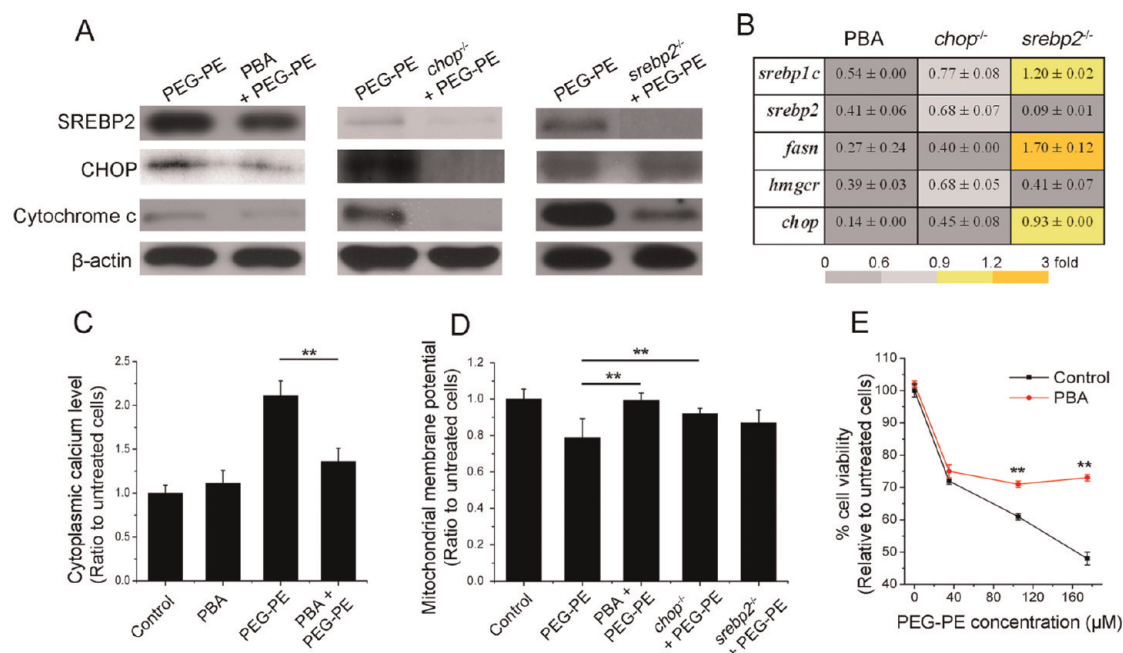 A
PEG-PE
PBA
+ PEG-PE
PEG-PE
chop-/-
+ PEG-PE
PEG-PE
srebp2-/-
+ PEG-PE
SREBP2
CHOP
Cytochrome c
β-actin
B
PBA chop-/- srebp2-/-
srebp1c 0.54 ± 0.00 0.77 ± 0.08 1.20 ± 0.02
srebp2 0.41 ± 0.06 0.68 ± 0.07 0.09 ± 0.01
fasn 0.27 ± 0.24 0.40 ± 0.00 1.70 ± 0.12
hmgcr 0.39 ± 0.03 0.68 ± 0.05 0.41 ± 0.07
chop 0.14 ± 0.00 0.45 ± 0.08 0.93 ± 0.00
0 0.6 0.9 1.2 3 fold
C
Cytoplasmic calcium level
(Ratio to untreated cells)
2.5
2.0
1.5
1.0
0.5
0.0
**
Control
PBA
PEG-PE
PBA +
PEG-PE
D
Mitochondrial membrane potential
(Ratio to untreated cells)
1.2
1.0
0.8
0.6
0.4
0.2
0.0
**
**
Control
PEG-PE
PBA +
PEG-PE
chop-/-
+ PEG-PE
srebp2-/-
+ PEG-PE
E
% cell viability
(Relative to untreated cells)
110
100
90
80
70
60
50
40
Control
PBA
**
**
0 40 80 120 160
PEG-PE concentration (µM)